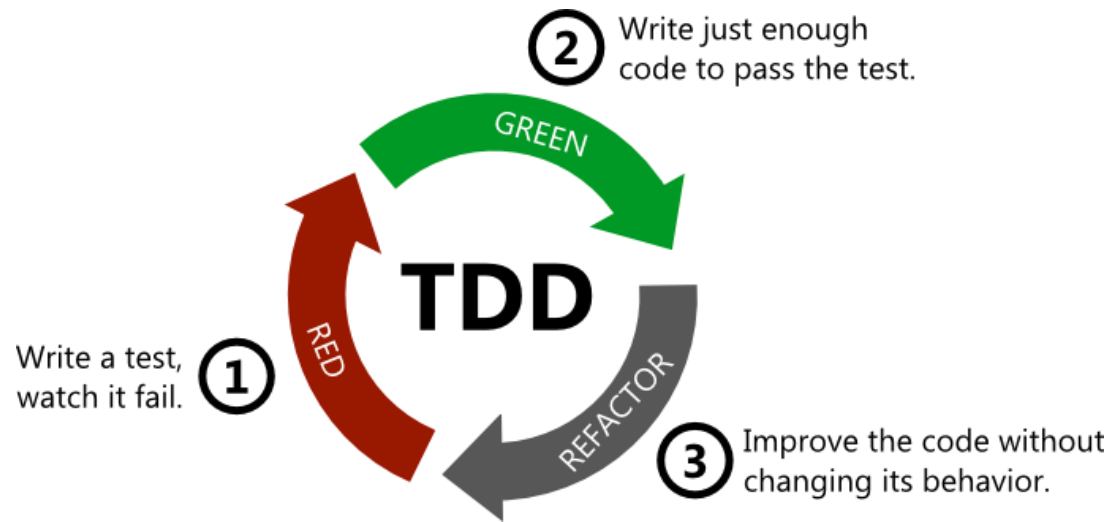 2
Write just enough
code to pass the test.
GREEN
TDD
RED
Write a test,
watch it fail.
1
REFACTOR
3
Improve the code without
changing its behavior.